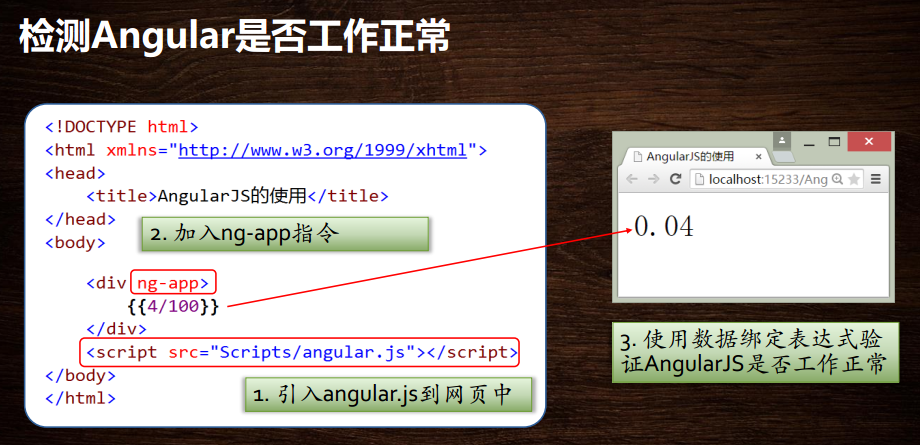 检测Angular是否工作正常
<!DOCTYPE html>
<html xmlns="http://www.w3.org/1999/xhtml">
<head>
<title>AngularJS的使用</title>
</head>
2. 加入ng-app指令
<body>
<div ng-app>
{{4/100}}
</div>
<script src="Scripts/angular.js"></script>
</body>
1. 引入angular.js到网页中
</html>
AngularJS的使用
localhost:15233/Ang
0.04
3. 使用数据绑定表达式验
证AngularJS是否工作正常